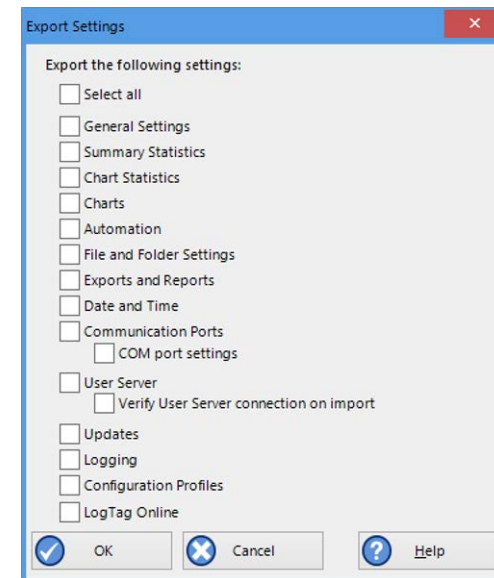 Export Settings
Export the following settings:
Select all
General Settings
Summary Statistics
Chart Statistics
Charts
Automation
File and Folder Settings
Exports and Reports
Date and Time
Communication Ports
COM port settings
User Server
Verify User Server connection on import
Updates
Logging
Configuration Profiles
LogTag Online
OK Cancel Help